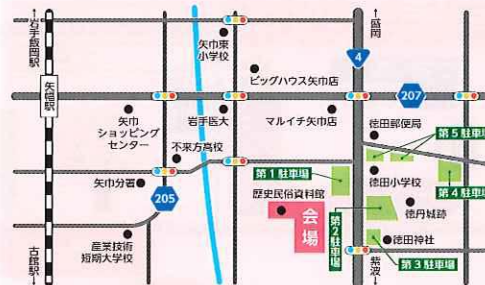 ←岩手飯岡駅
盛岡→
矢巾東
小学校
4
ビッグハウス矢巾店
矢幅駅
207
矢巾
ショッピング
センター
岩手医大
マルイチ矢巾店
徳田郵便局
第5駐車場
不来方高校
第1駐車場
徳田小学校
矢巾分署
第4駐車場
205
歴史民俗資料館
会場
第2駐車場
徳丹城跡
産業技術
短期大学校
徳田神社
第3駐車場
古館駅→
紫波→